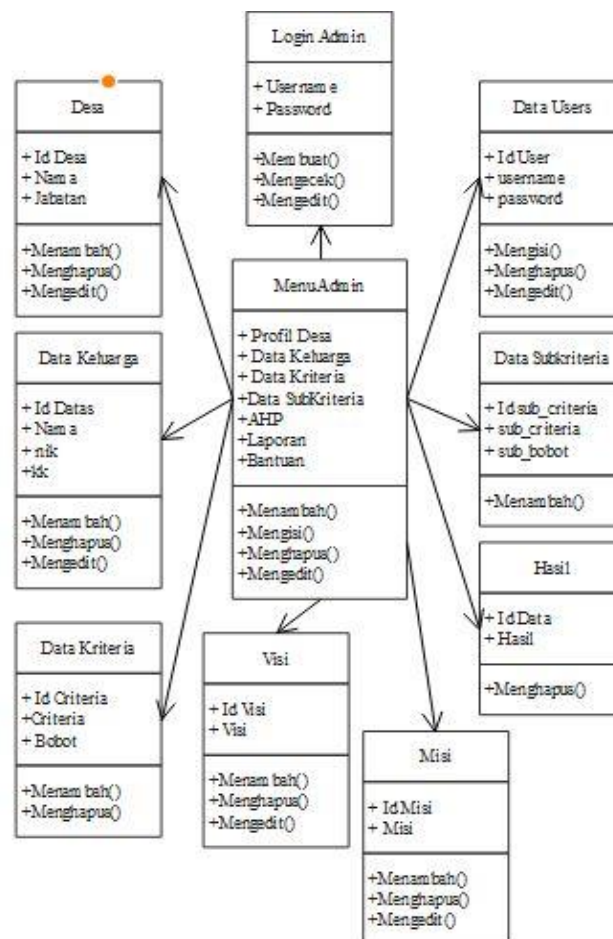 Login Admin
+ Username
+ Password
+Membuat()
+Mengecek()
+Mengedit()
Desa
+ Id Desa
+ Nama
+ Jabatan
+Menambah()
+Menghapus()
+Mengedit()
Data Users
+ Id User
+ username
+ password
+Mengisi()
+Menghapus()
+Mengedit()
MenuAdmin
+ Profil Desa
+ Data Keluarga
+ Data Kriteria
+Data SubKriteria
+AHP
+Laporan
+Bantuan
+Menambah()
+Mengisi()
+Menghapus()
+Mengedit()
Data Keluarga
+ Id Datas
+ Nama
+ nik
+kk
+Menambah()
+Menghapus()
+Mengedit()
Data Subkriteria
+ Id sub_criteria
+ sub_criteria
+ sub_bobot
+Menambah()
Hasil
+ Id Data
+ Hasil
+Menghapus()
Data Kriteria
+ Id Criteria
+Criteria
+ Bobot
+Menambah()
+Menghapus()
Visi
+ Id Visi
+ Visi
+Menambah()
+Menghapus()
+Mengedit()
Misi
+ Id Misi
+ Misi
+Menambah()
+Menghapus()
+Mengedit()